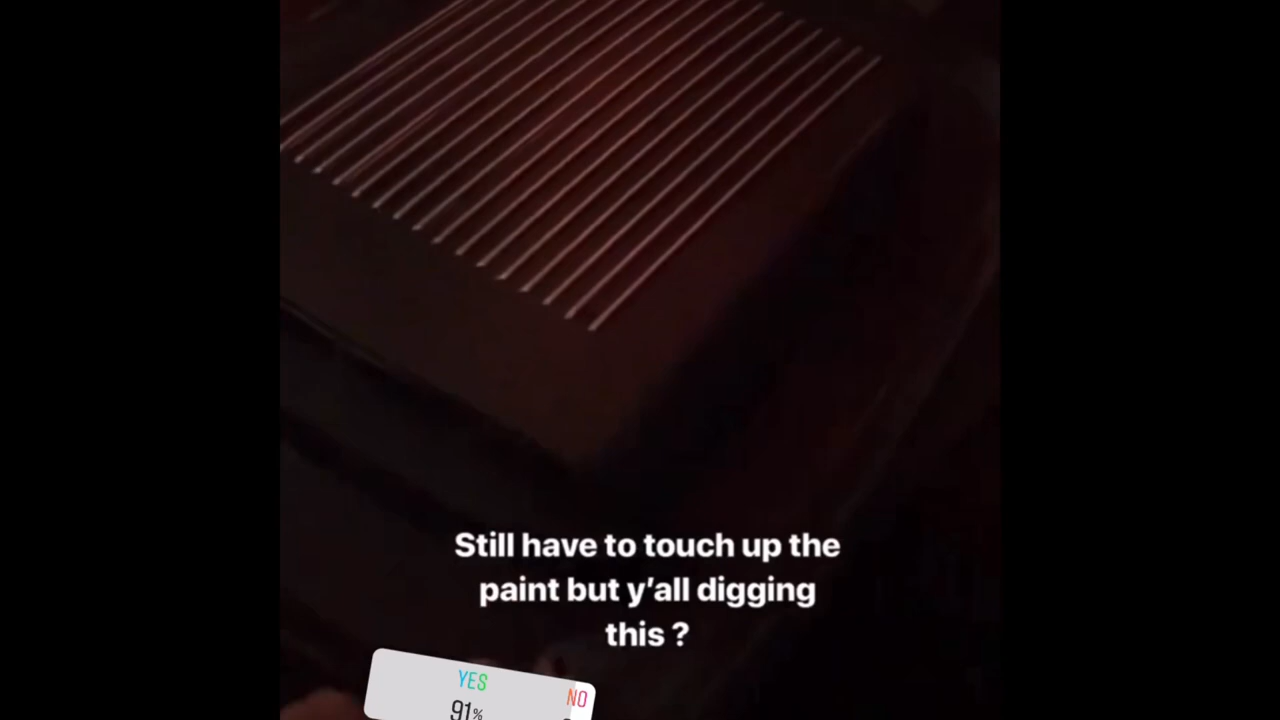 Still have to touch up the
paint but y’all digging
this ?
YES
NO
91%